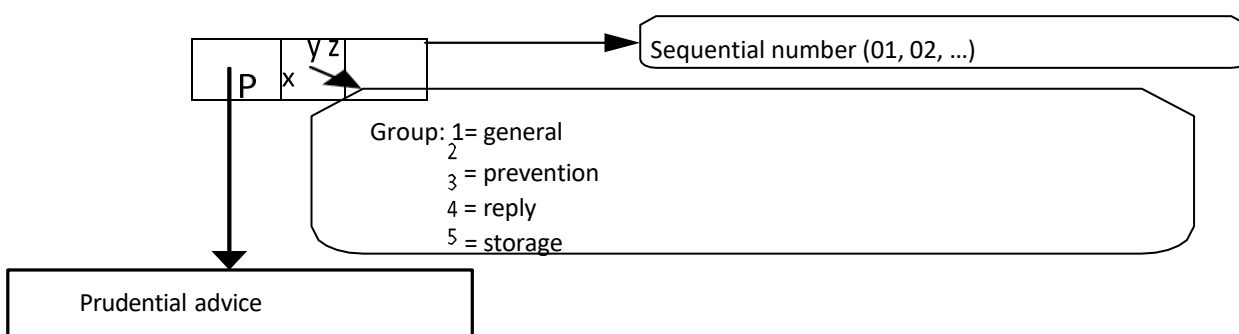 y z
P x
Sequential number (01, 02, ...)
Group: 1= general
2
3 = prevention
4 = reply
5 = storage
Prudential advice